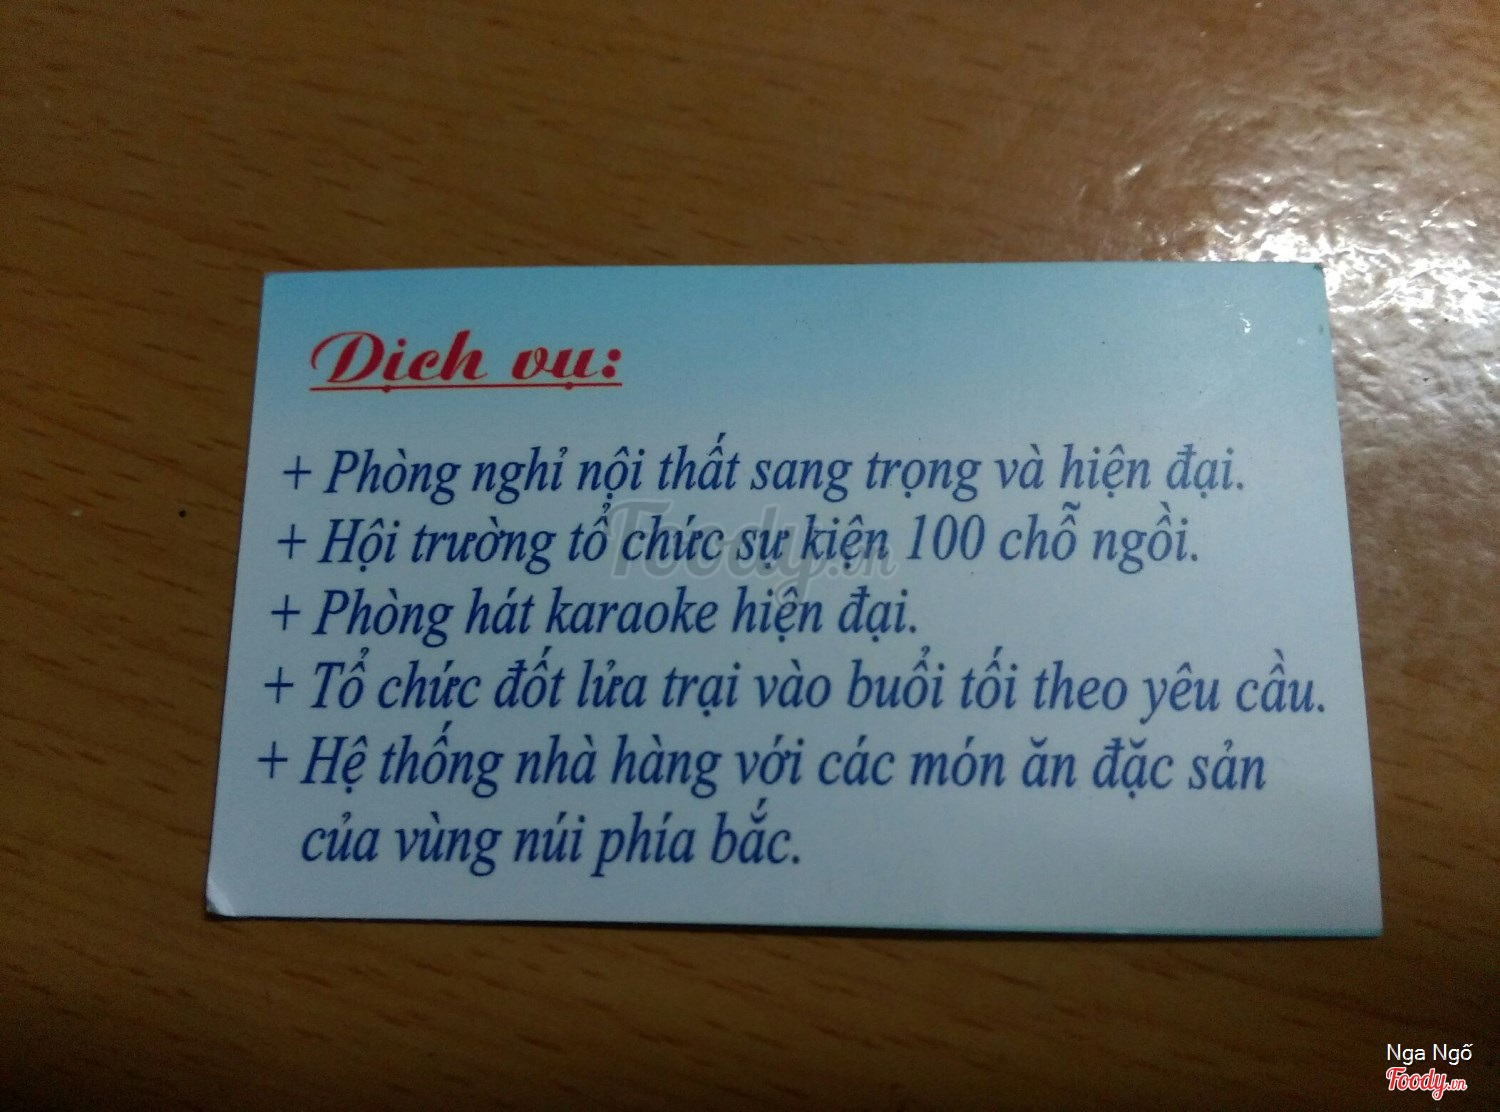 Dịch vụ:
+ Phòng nghỉ nội thất sang trọng và hiện đại.
+ Hội trường tổ chức sự kiện 100 chỗ ngồi.
Foody.vn
+ Phòng hát karaoke hiện đại.
+ Tổ chức đốt lửa trại vào buổi tối theo yêu cầu.
+ Hệ thống nhà hàng với các món ăn đặc sản
của vùng núi phía bắc.
Nga Ngố
Foody.vn